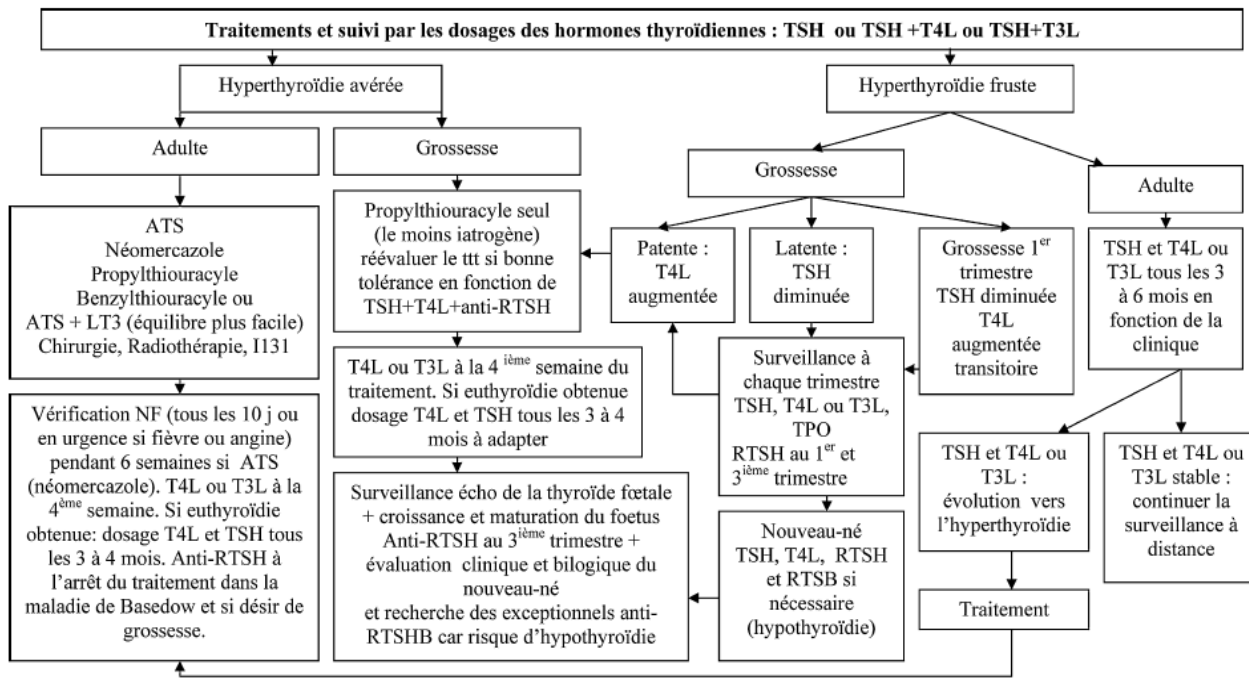 Traitements et suivi par les dosages des hormones thyroïdiennes : TSH ou TSH +T4L ou TSH+T3L
Hyperthyroïdie avérée
Hyperthyroïdie fruste
Adulte
Grossesse
Grossesse
Adulte
ATS
Néomercazole
Propylthiouracyle
Benzylthiouracyle ou
ATS + LT3 (équilibre plus facile)
Chirurgie, Radiothérapie, I131
Vérification NF (tous les 10 j ou
en urgence si fièvre ou angine)
pendant 6 semaines si ATS
(néomercazole). T4L ou T3L à la
4ème semaine. Si euthyroïdie
obtenue: dosage T4L et TSH tous
les 3 à 4 mois. Anti-RTSH à
l’arrêt du traitement dans la
maladie de Basedow et si désir de
grossesse.
Propylthiouracyle seul
(le moins iatrogène)
réévaluer le ttt si bonne
tolérance en fonction de
TSH+T4L+anti-RTSH
T4L ou T3L à la 4 ième semaine du
traitement. Si euthyroïdie obtenue
dosage T4L et TSH tous les 3 à 4
mois à adapter
Surveillance écho de la thyroïde fœtale
+ croissance et maturation du foetus
Anti-RTSH au 3ième trimestre +
évaluation clinique et bilogique du
nouveau-né
et recherche des exceptionnels anti-
RTSHB car risque d’hypothyroïdie
Patente :
T4L
augmentée
Latente :
TSH
diminuée
Grossesse 1er
trimestre
TSH diminuée
T4L
augmentée
transitoire
Surveillance à
chaque trimestre
TSH, T4L ou T3L,
TPO
RTSH au 1er et
3ième trimestre
Nouveau-né
TSH, T4L, RTSH
et RTSB si
nécessaire
(hypothyroïdie)
TSH et T4L ou
T3L tous les 3
à 6 mois en
fonction de la
clinique
TSH et T4L ou
T3L :
évolution vers
l’hyperthyroïdie
TSH et T4L ou
T3L stable :
continuer la
surveillance à
distance
Traitement